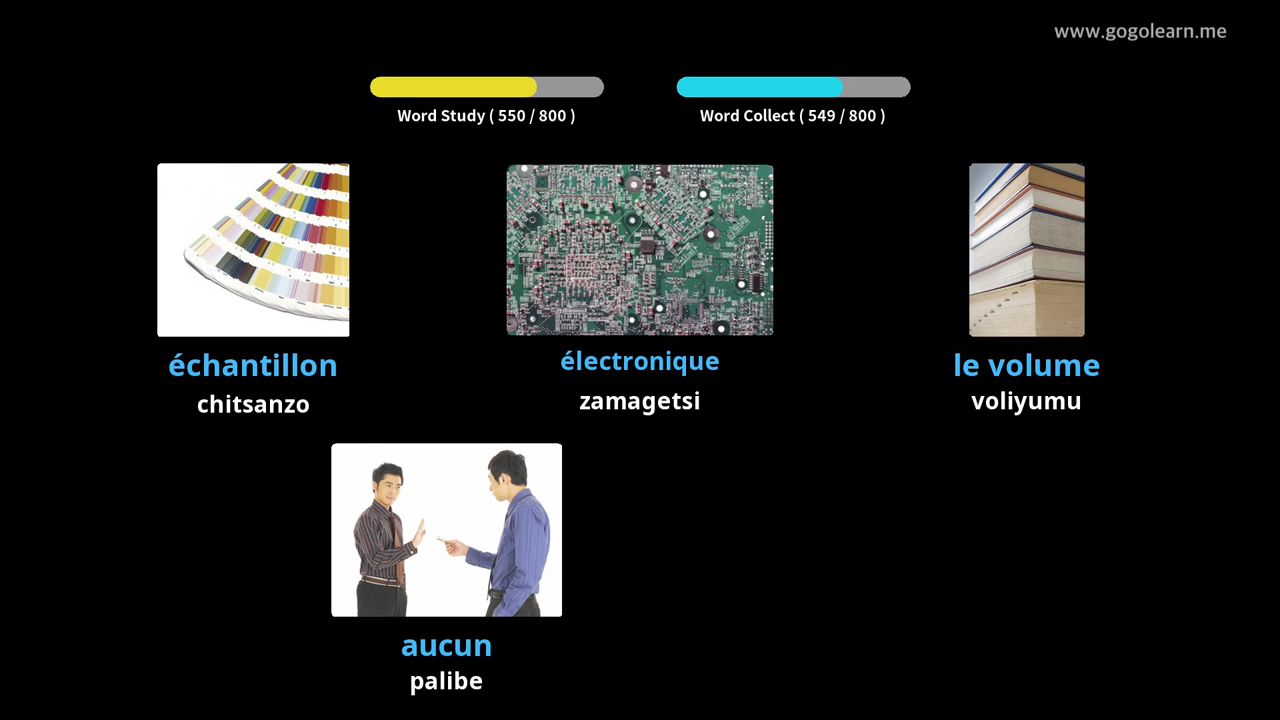 www.gogolearn.me
Word Study ( 550 / 800 )
Word Collect ( 549 / 800 )
échantillon
chitsanzo
électronique
zamagetsi
le volume
voliyumu
aucun
palibe